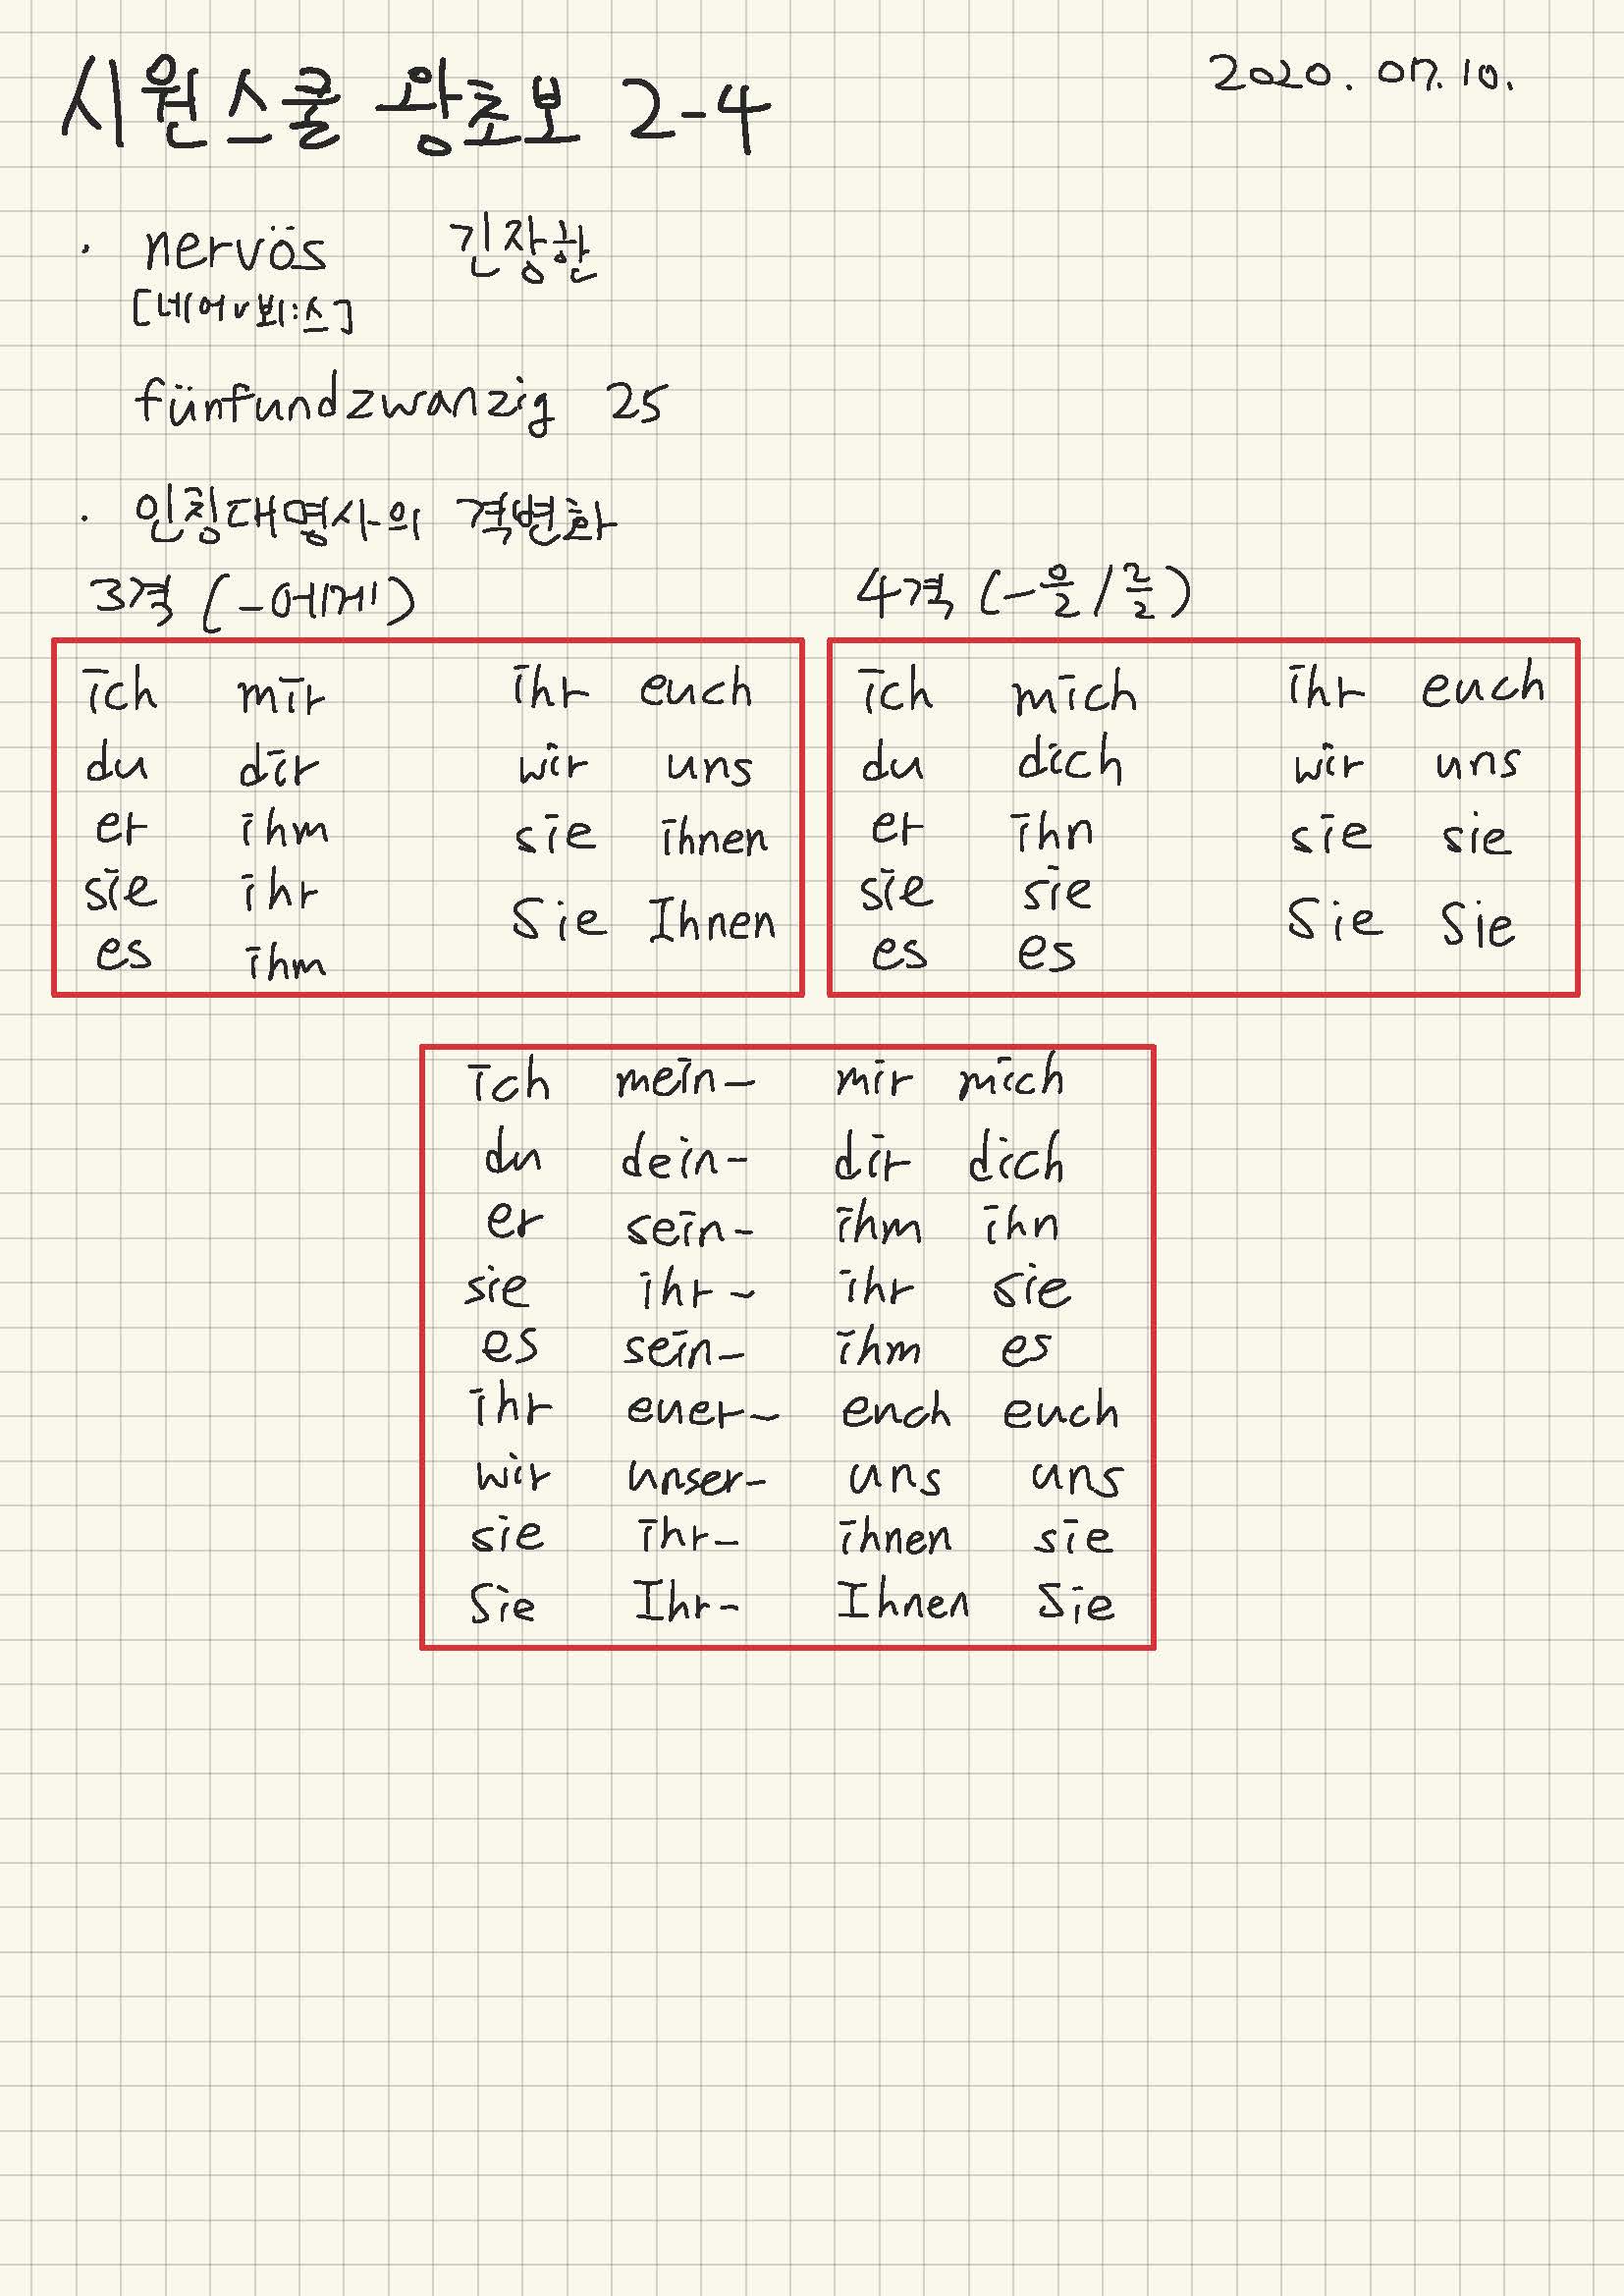 시원스쿨 왕초보 2-4
2020. 07. 10.
· nervös 긴장한
[네어v뵈:스]
fünfundzwanzig 25
· 인칭대명사의 격변화
3격 (-에게)
ich mir ihr euch
du dir wir uns
er ihm sie ihnen
sie ihr Sie Ihnen
es ihm
4격 (-을/를)
ich mich ihr euch
du dich wir uns
er ihn sie sie
sie sie Sie Sie
es es
ich mein- mir mich
du dein- dir dich
er sein- ihm ihn
sie ihr- ihr sie
es sein- ihm es
ihr euer- euch euch
wir unser- uns uns
sie ihr- ihnen sie
Sie Ihr- Ihnen Sie